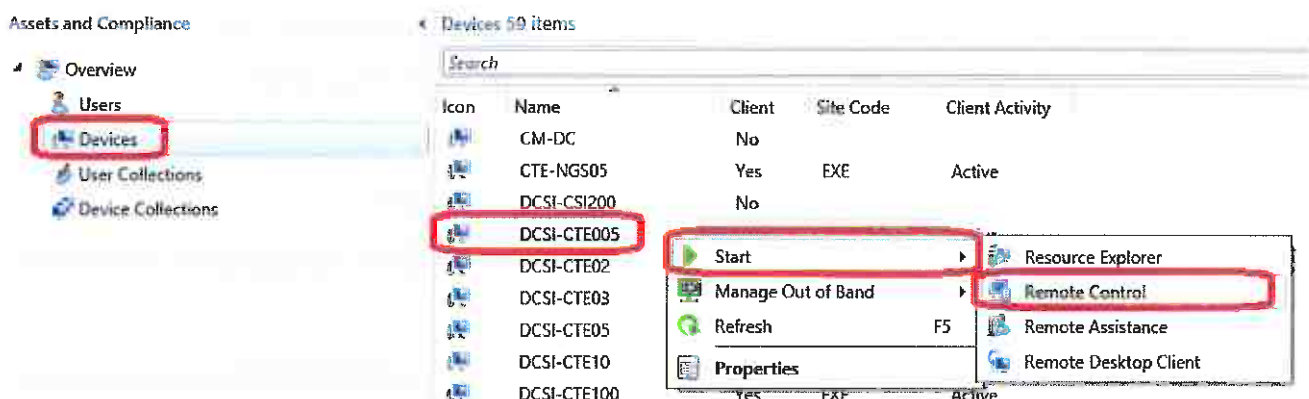 Assets and Compliance
Overview
Users
Devices
User Collections
Device Collections
Devices 59 items
Search
Icon Name Client Site Code Client Activity
CM-DC No
CTE-NGS05 Yes EXE Active
DCSI-CSI200 No
DCSI-CTE005
DCSI-CTE02
DCSI-CTE03
DCSI-CTE05
DCSI-CTE10
DCSI-CTE100 Yes EXE Active
Start
Manage Out of Band
Refresh F5
Properties
Resource Explorer
Remote Control
Remote Assistance
Remote Desktop Client